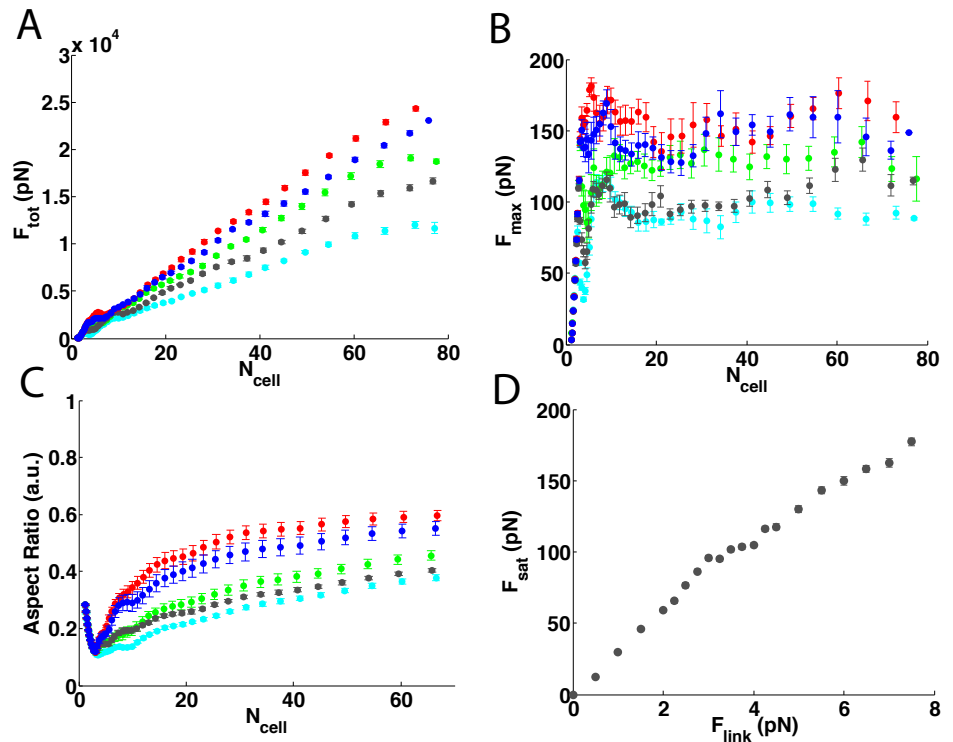 A
x 10^4
3
2.5
2
1.5
1
0.5
0
F_tot (pN)
20 40 60 80
N_cell
B
200
150
100
50
0
F_max (pN)
0 20 40 60 80
N_cell
C
1
0.8
0.6
0.4
0.2
0
Aspect Ratio (a.u.)
0 20 40 60
N_cell
D
200
150
100
50
0
F_sat (pN)
0 2 4 6 8
F_link (pN)